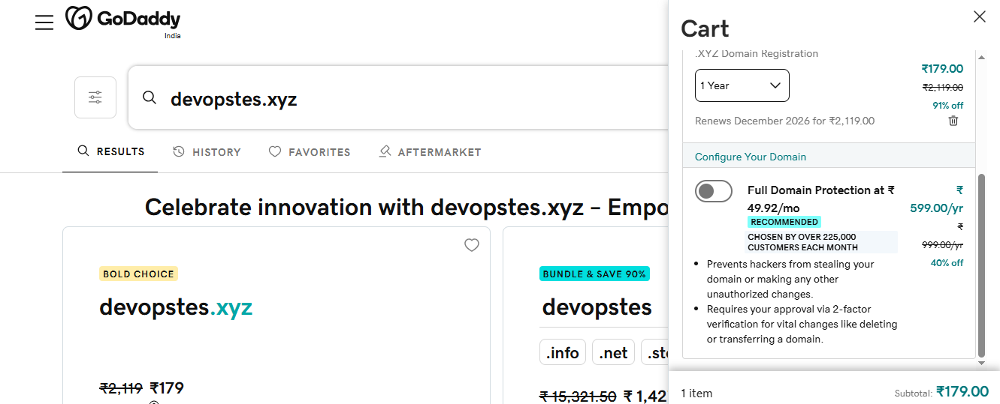 GoDaddy
India
devopstes.xyz
RESULTS
HISTORY
FAVORITES
AFTERMARKET
Celebrate innovation with devopstes.xyz – Empo
BOLD CHOICE
devopstes.xyz
₹2,119 ₹179
BUNDLE & SAVE 90%
devopstes
.info
.net
.st
₹ 15,321.50 ₹ 1,42
Cart
.XYZ Domain Registration
₹179.00
1 Year
₹2,119.00
91% off
Renews December 2026 for ₹2,119.00
Configure Your Domain
Full Domain Protection at ₹
49.92/mo
₹
599.00/yr
RECOMMENDED
₹
999.00/yr
CHOSEN BY OVER 225,000
CUSTOMERS EACH MONTH
40% off
• Prevents hackers from stealing your
domain or making any other
unauthorized changes.
• Requires your approval via 2-factor
verification for vital changes like deleting
or transferring a domain.
1 item
Subtotal: ₹179.00